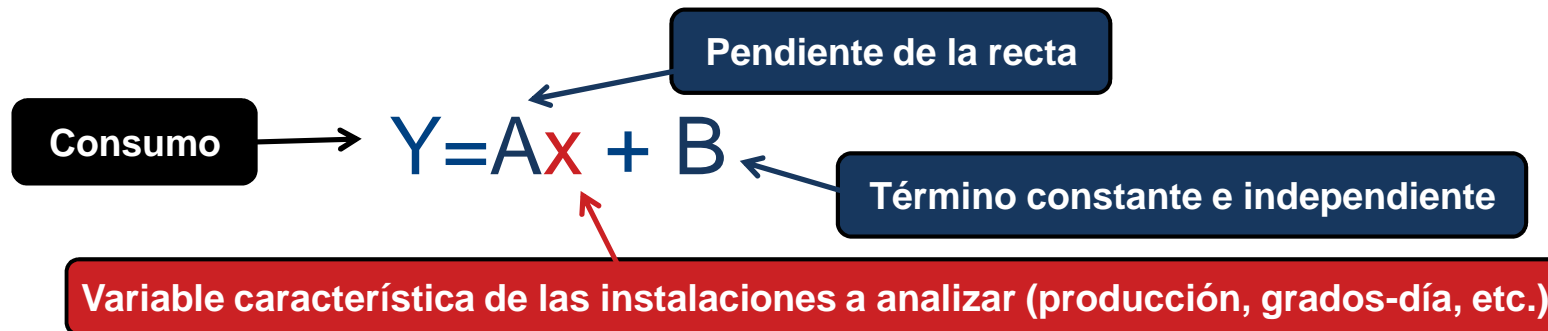 Pendiente de la recta
Consumo
Y=Ax + B
Término constante e independiente
Variable característica de las instalaciones a analizar (producción, grados-día, etc.)